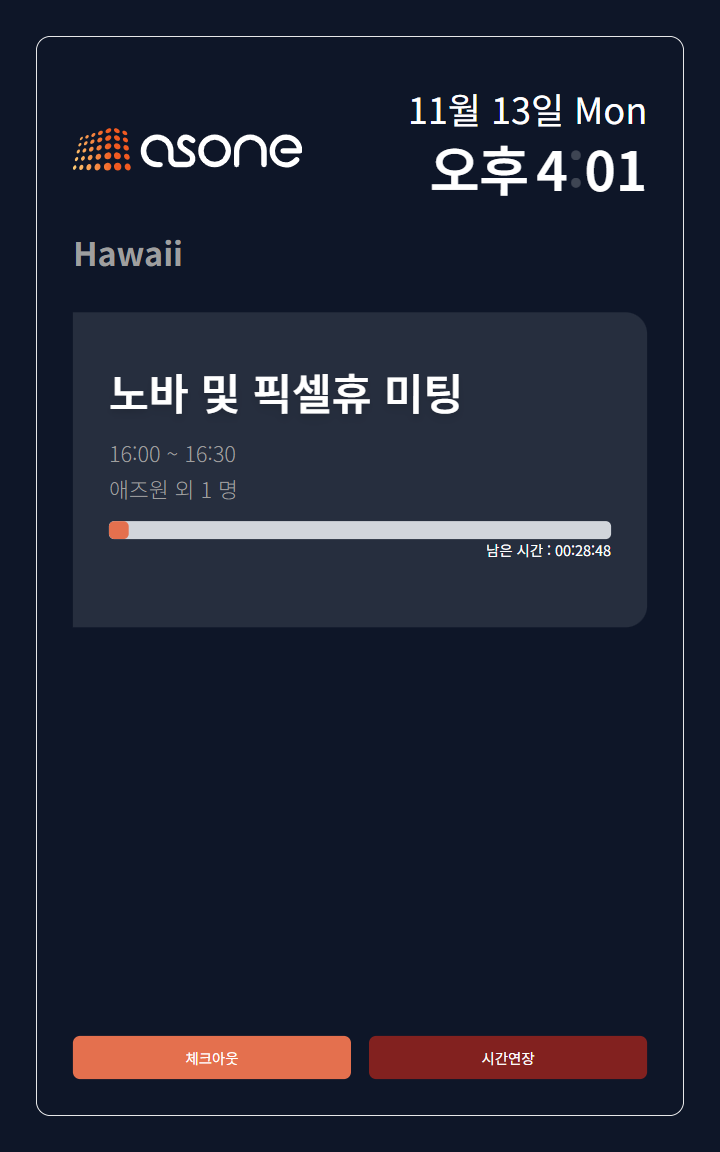 asone
11월 13일 Mon
오후 4:01
Hawaii
노바 및 픽셀휴 미팅
16:00 ~ 16:30
애즈원 외 1 명
남은 시간 : 00:28:48
체크아웃
시간연장